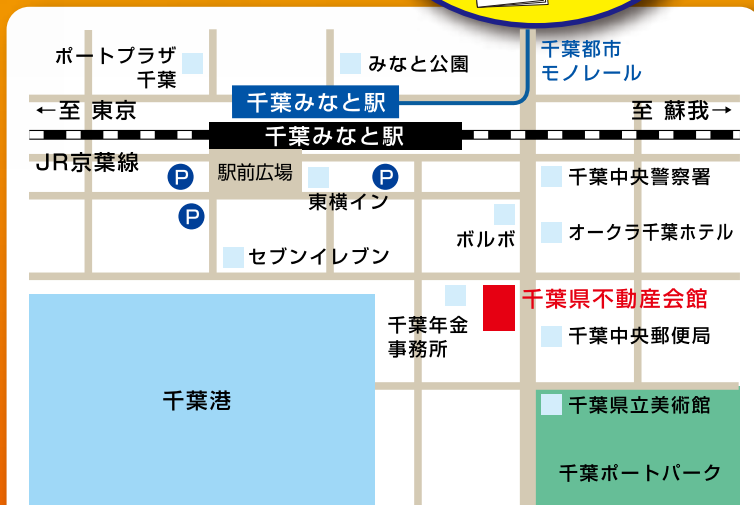 ポートプラザ
千葉
みなと公園
千葉都市
モノレール
←至 東京
千葉みなと駅
至 蘇我→
千葉みなと駅
JR京葉線
P
駅前広場
P
千葉中央警察署
東横イン
P
ボルボ
オークラ千葉ホテル
セブンイレブン
千葉県不動産会館
千葉年金
事務所
千葉中央郵便局
千葉港
千葉県立美術館
千葉ポートパーク